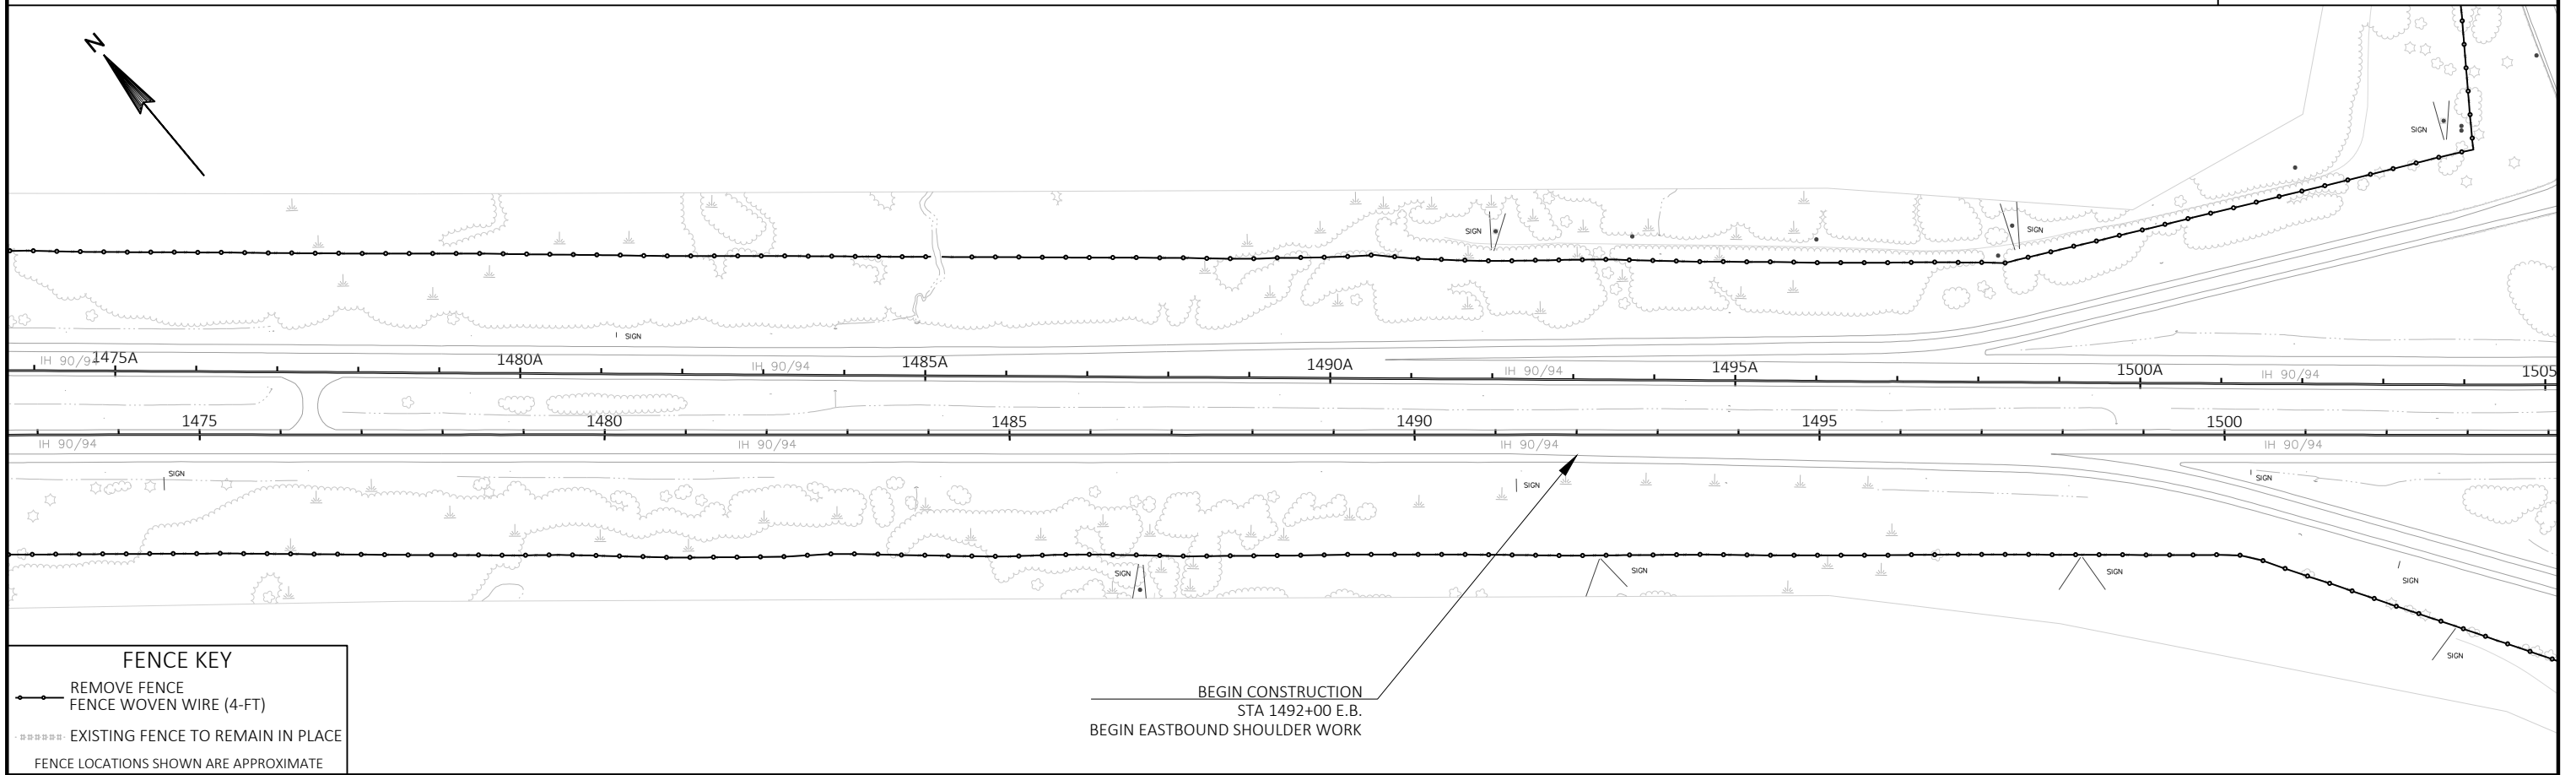 N
SIGN
SIGN
SIGN
SIGN
IH 90/94 1475A 1480A IH 90/94 1485A 1490A IH 90/94 1495A 1500A IH 90/94 1505
1475 1480 1485 1490 1495 1500
IH 90/94 IH 90/94 IH 90/94 IH 90/94
SIGN SIGN SIGN
SIGN SIGN SIGN SIGN
SIGN
FENCE KEY
REMOVE FENCE
FENCE WOVEN WIRE (4-FT)
EXISTING FENCE TO REMAIN IN PLACE
FENCE LOCATIONS SHOWN ARE APPROXIMATE
BEGIN CONSTRUCTION
STA 1492+00 E.B.
BEGIN EASTBOUND SHOULDER WORK